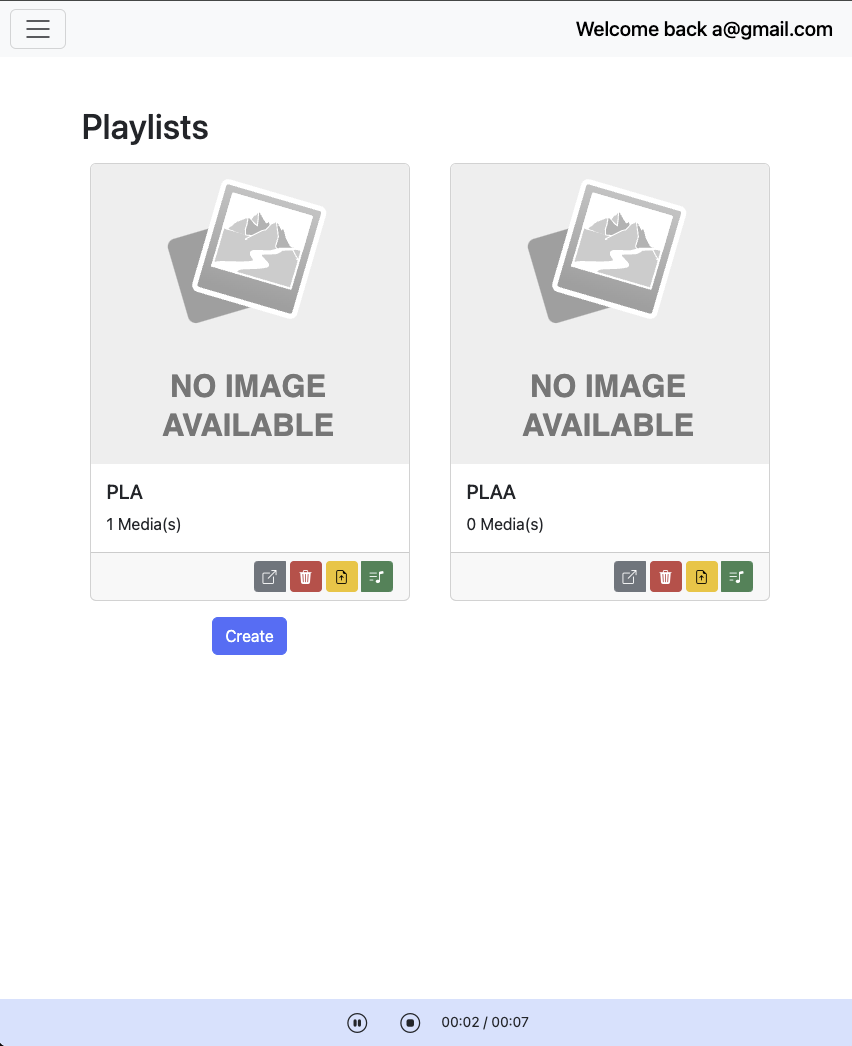 Welcome back a@gmail.com
Playlists
NO IMAGE
AVAILABLE
PLA
1 Media(s)
NO IMAGE
AVAILABLE
PLAA
0 Media(s)
Create
00:02 / 00:07